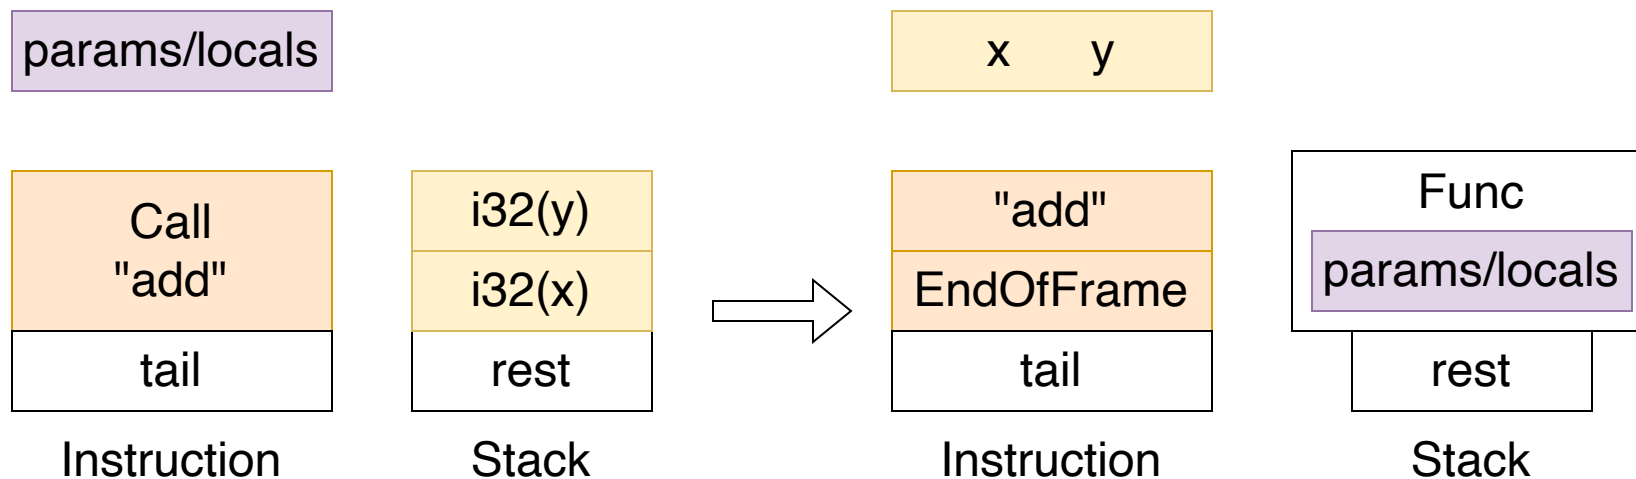 params/locals
x y
Call
"add"
i32(y)
i32(x)
tail
rest
Instruction
Stack
"add"
EndOfFrame
tail
Func
params/locals
rest
Instruction
Stack